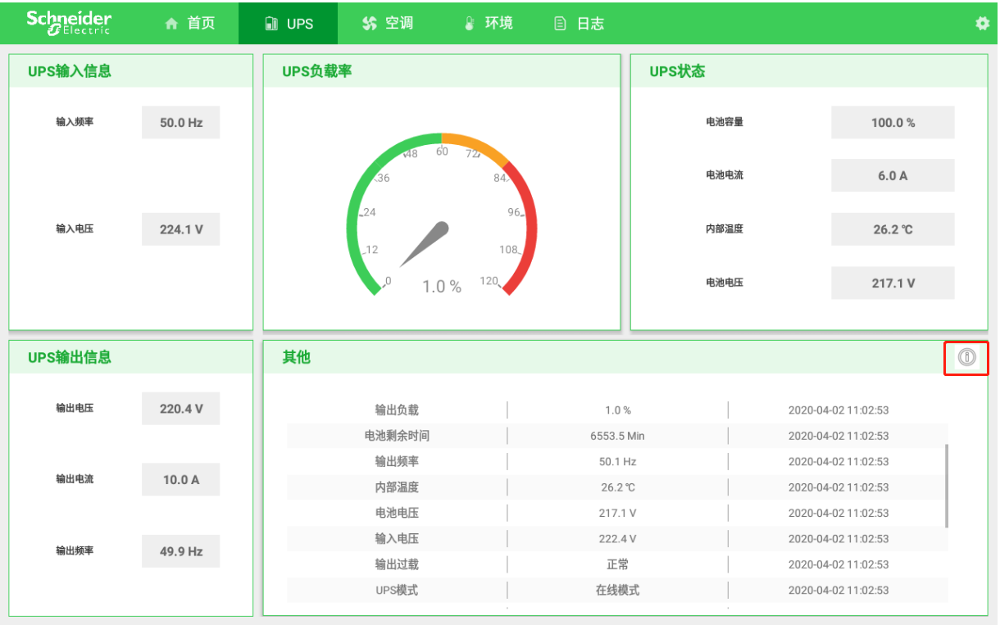 Schneider
Electric
首页
UPS
空调
环境
日志
UPS输入信息
输入频率 50.0 Hz
输入电压 224.1 V
UPS负载率
0
12
24
36
48
60
72
84
96
108
120
1.0 %
UPS状态
电池容量 100.0 %
电池电流 6.0 A
内部温度 26.2 ℃
电池电压 217.1 V
UPS输出信息
输出电压 220.4 V
输出电流 10.0 A
输出频率 49.9 Hz
其他
输出负载 1.0 % 2020-04-02 11:02:53
电池剩余时间 6553.5 Min 2020-04-02 11:02:53
输出频率 50.1 Hz 2020-04-02 11:02:53
内部温度 26.2 ℃ 2020-04-02 11:02:53
电池电压 217.1 V 2020-04-02 11:02:53
输入电压 222.4 V 2020-04-02 11:02:53
输出过载 正常 2020-04-02 11:02:53
UPS模式 在线模式 2020-04-02 11:02:53